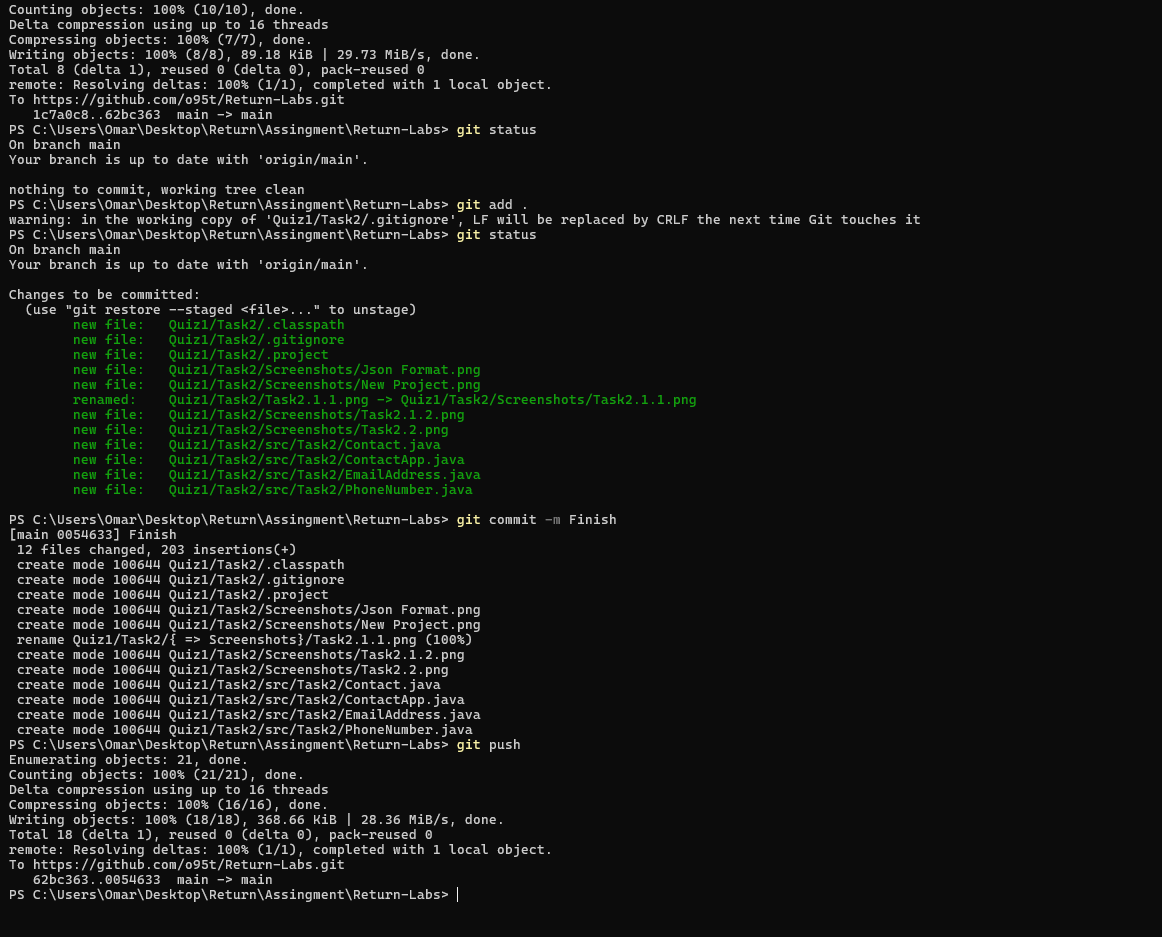 Counting objects: 100% (10/10), done.
Delta compression using up to 16 threads
Compressing objects: 100% (7/7), done.
Writing objects: 100% (8/8), 89.18 KiB | 29.73 MiB/s, done.
Total 8 (delta 1), reused 0 (delta 0), pack-reused 0
remote: Resolving deltas: 100% (1/1), completed with 1 local object.
To https://github.com/o95t/Return-Labs.git
   1c7a0c8..62bc363  main -> main
PS C:\Users\Omar\Desktop\Return\Assingment\Return-Labs> git status
On branch main
Your branch is up to date with 'origin/main'.

nothing to commit, working tree clean
PS C:\Users\Omar\Desktop\Return\Assingment\Return-Labs> git add .
warning: in the working copy of 'Quiz1/Task2/.gitignore', LF will be replaced by CRLF the next time Git touches it
PS C:\Users\Omar\Desktop\Return\Assingment\Return-Labs> git status
On branch main
Your branch is up to date with 'origin/main'.

Changes to be committed:
  (use "git restore --staged <file>..." to unstage)
        new file:   Quiz1/Task2/.classpath
        new file:   Quiz1/Task2/.gitignore
        new file:   Quiz1/Task2/.project
        new file:   Quiz1/Task2/Screenshots/Json Format.png
        new file:   Quiz1/Task2/Screenshots/New Project.png
        renamed:    Quiz1/Task2/Task2.1.1.png -> Quiz1/Task2/Screenshots/Task2.1.1.png
        new file:   Quiz1/Task2/Screenshots/Task2.1.2.png
        new file:   Quiz1/Task2/Screenshots/Task2.2.png
        new file:   Quiz1/Task2/src/Task2/Contact.java
        new file:   Quiz1/Task2/src/Task2/ContactApp.java
        new file:   Quiz1/Task2/src/Task2/EmailAddress.java
        new file:   Quiz1/Task2/src/Task2/PhoneNumber.java

PS C:\Users\Omar\Desktop\Return\Assingment\Return-Labs> git commit -m Finish
[main 0054633] Finish
 12 files changed, 203 insertions(+)
 create mode 100644 Quiz1/Task2/.classpath
 create mode 100644 Quiz1/Task2/.gitignore
 create mode 100644 Quiz1/Task2/.project
 create mode 100644 Quiz1/Task2/Screenshots/Json Format.png
 create mode 100644 Quiz1/Task2/Screenshots/New Project.png
 rename Quiz1/Task2/{ => Screenshots}/Task2.1.1.png (100%)
 create mode 100644 Quiz1/Task2/Screenshots/Task2.1.2.png
 create mode 100644 Quiz1/Task2/Screenshots/Task2.2.png
 create mode 100644 Quiz1/Task2/src/Task2/Contact.java
 create mode 100644 Quiz1/Task2/src/Task2/ContactApp.java
 create mode 100644 Quiz1/Task2/src/Task2/EmailAddress.java
 create mode 100644 Quiz1/Task2/src/Task2/PhoneNumber.java
PS C:\Users\Omar\Desktop\Return\Assingment\Return-Labs> git push
Enumerating objects: 21, done.
Counting objects: 100% (21/21), done.
Delta compression using up to 16 threads
Compressing objects: 100% (16/16), done.
Writing objects: 100% (18/18), 368.66 KiB | 28.36 MiB/s, done.
Total 18 (delta 1), reused 0 (delta 0), pack-reused 0
remote: Resolving deltas: 100% (1/1), completed with 1 local object.
To https://github.com/o95t/Return-Labs.git
   62bc363..0054633  main -> main
PS C:\Users\Omar\Desktop\Return\Assingment\Return-Labs>